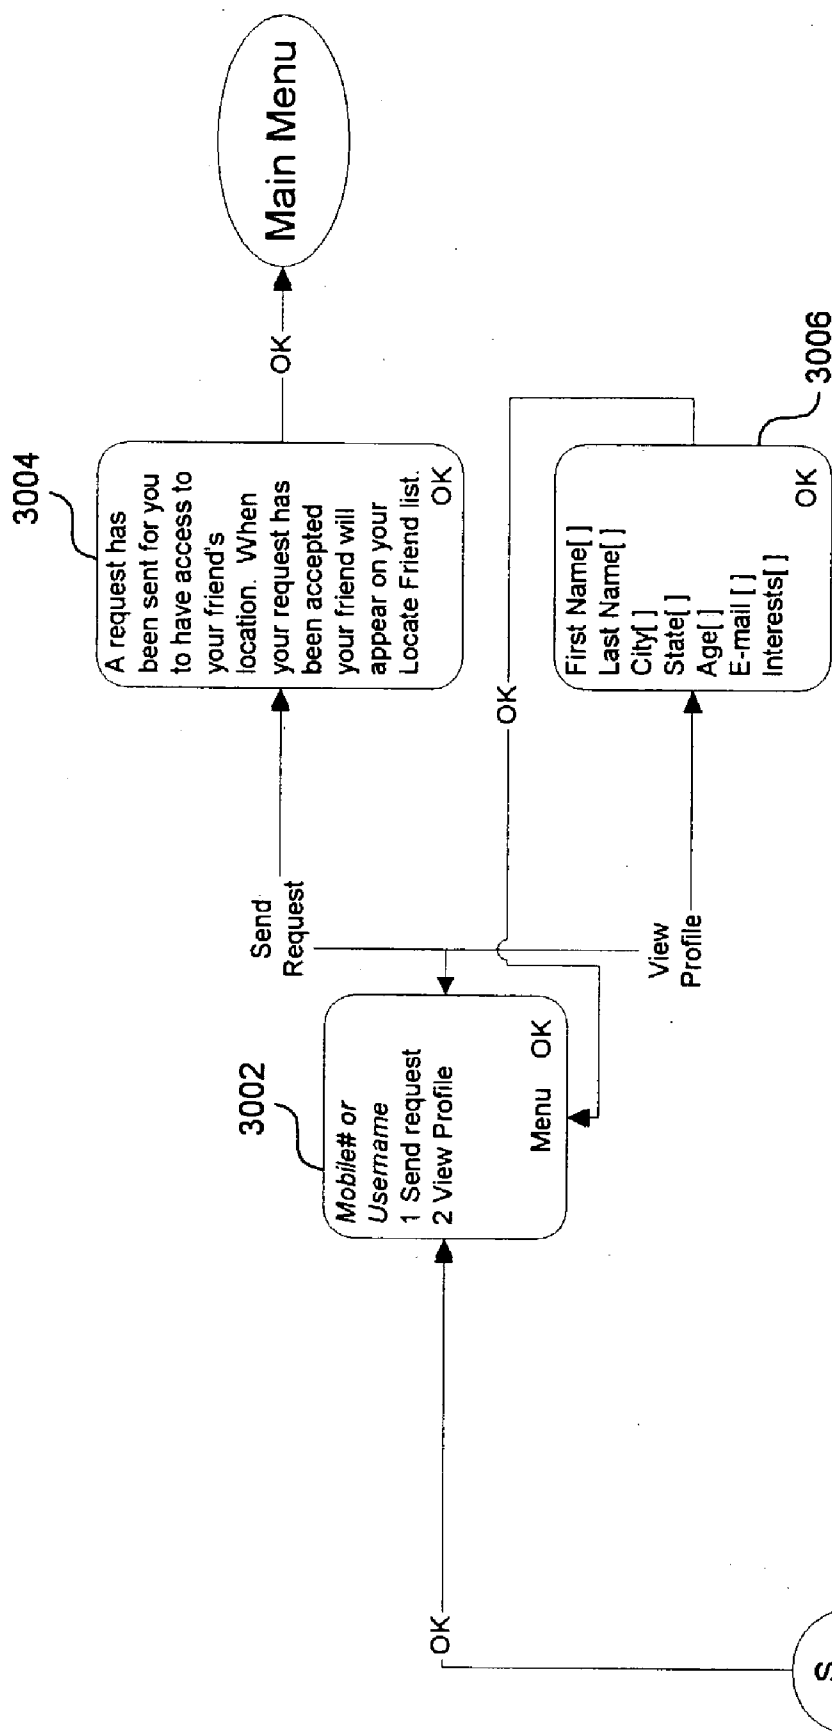 3002
Mobile# or
Username
1 Send request
2 View Profile
Menu OK
OK
Send
Request
View
Profile
3004
A request has
been sent for you
to have access to
your friend's
location. When
your request has
been accepted
your friend will
appear on your
Locate Friend list.
OK
OK
Main Menu
OK
First Name[ ]
Last Name[ ]
City[ ]
State[ ]
Age[ ]
E-mail [ ]
Interests[ ]
OK
3006
S